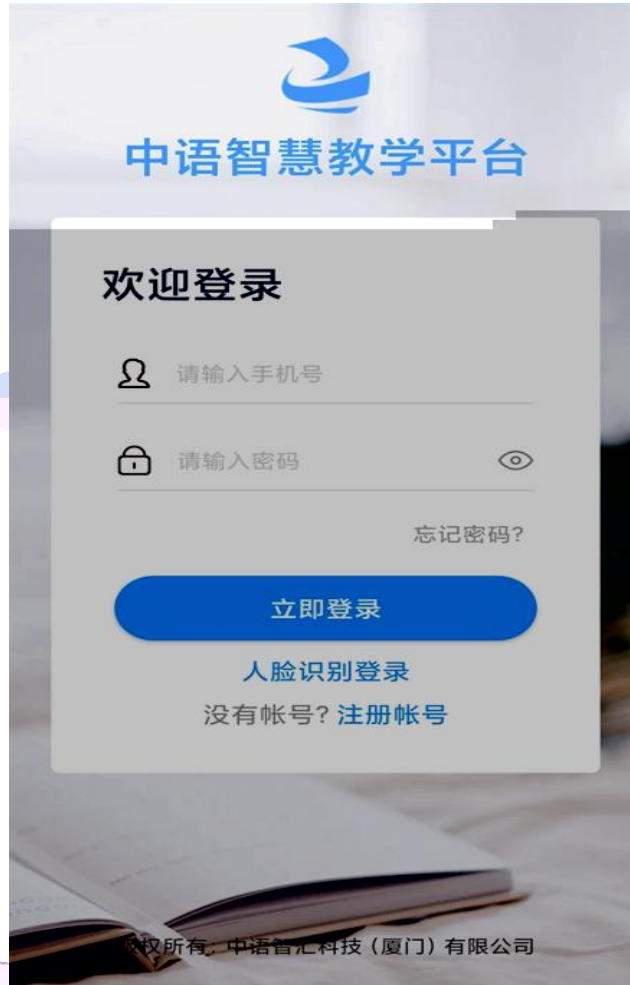 中语智慧教学平台
欢迎登录
请输入手机号
请输入密码
忘记密码?
立即登录
人脸识别登录
没有帐号?注册帐号
权所有:中语智汇科技(厦门)有限公司